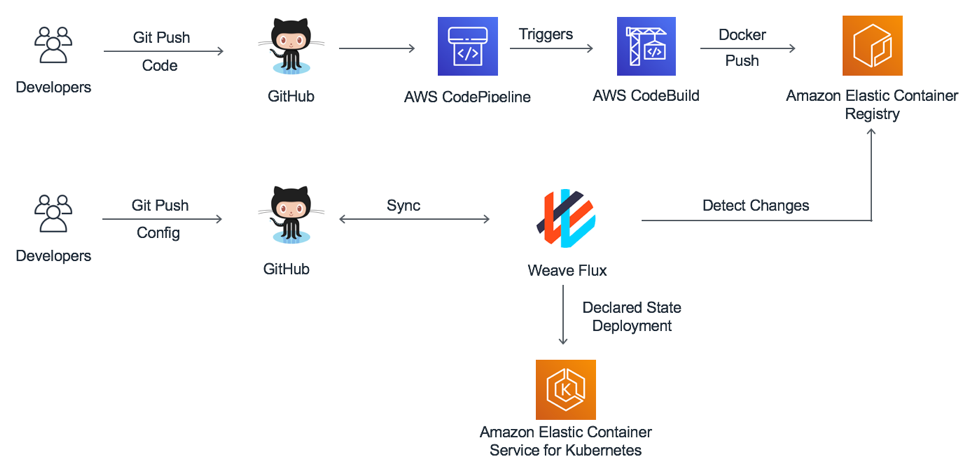 Git Push
Code
Developers
GitHub
AWS CodePipeline
Triggers
AWS CodeBuild
Docker
Push
Amazon Elastic Container
Registry
Git Push
Config
Developers
GitHub
Sync
Weave Flux
Detect Changes
Declared State
Deployment
K
Amazon Elastic Container
Service for Kubernetes